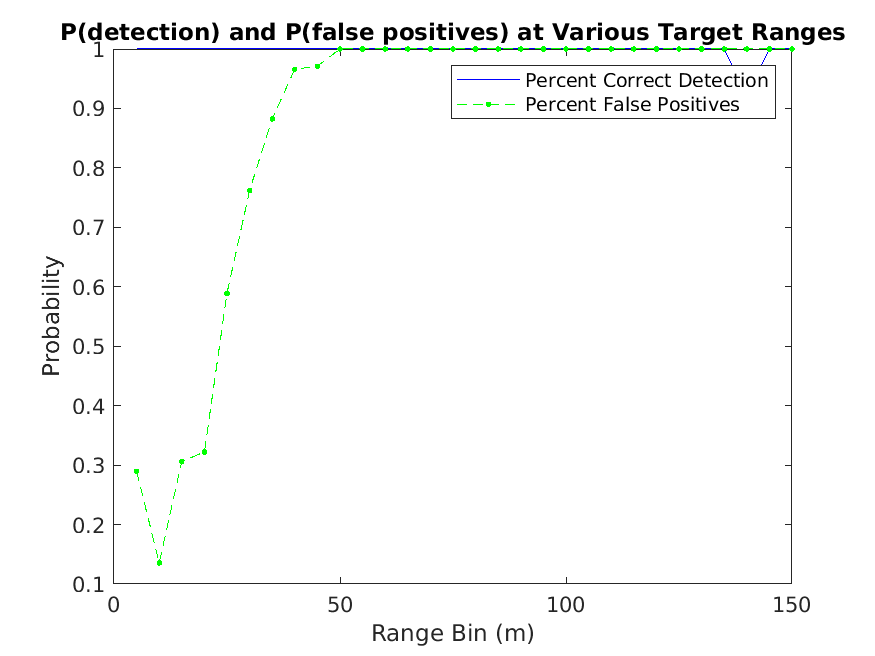 P(detection) and P(false positives) at Various Target Ranges
Percent Correct Detection
Percent False Positives
1
0.9
0.8
0.7
0.6
0.5
0.4
0.3
0.2
0.1
Probability
0 50 100 150
Range Bin (m)